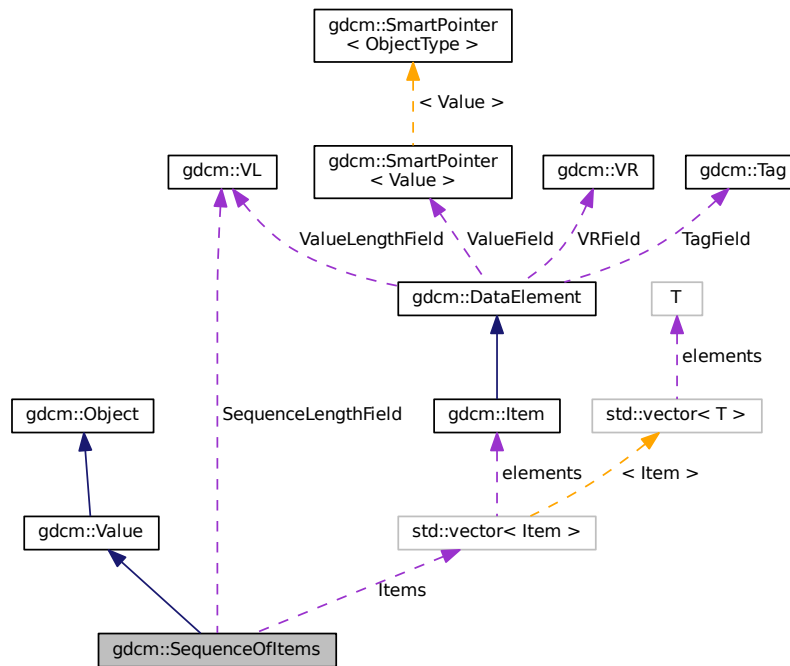 gdcm::SmartPointer
< ObjectType >
< Value >
gdcm::VL
gdcm::SmartPointer
< Value >
gdcm::VR
gdcm::Tag
ValueLengthField
ValueField
VRField
TagField
gdcm::DataElement
T
elements
gdcm::Object
SequenceLengthField
gdcm::Item
std::vector< T >
elements
< Item >
gdcm::Value
std::vector< Item >
Items
gdcm::SequenceOfItems